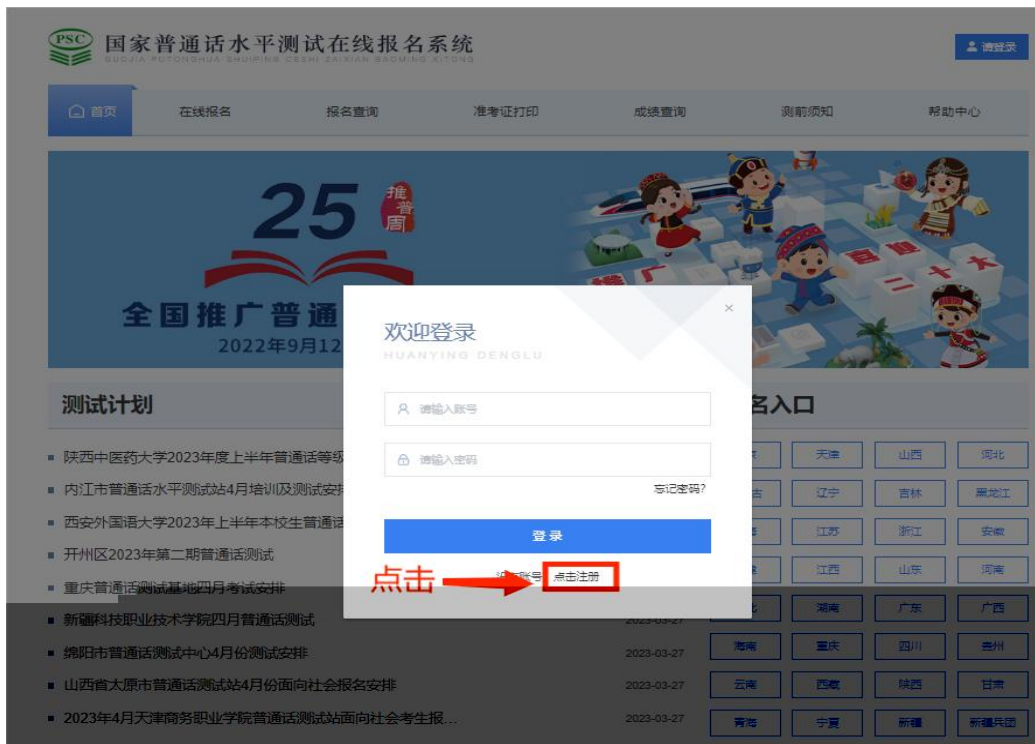 PSC 国家普通话水平测试在线报名系统
GUOJIA PUTONGHUA SHUIPING CESHI ZAIXIAN BAOMING XITONG
请登录
首页 在线报名 报名查询 准考证打印 成绩查询 测前须知 帮助中心
25 推普周
全国推广普通
2022年9月12
推广 喜迎二十大
欢迎登录
HUANYING DENGLU
×
请输入账号
请输入密码
忘记密码?
登录
点击 账号 点击注册
测试计划
陕西中医药大学2023年度上半年普通话等级
内江市普通话水平测试站4月培训及测试安排
西安外国语大学2023年上半年本校生普通话
开州区2023年第二期普通话测试
重庆普通话测试基地四月考试安排
新疆科技职业技术学院四月普通话测试 2023-03-27
绵阳市普通话测试中心4月份测试安排 2023-03-27
山西省太原市普通话测试站4月份面向社会报名安排 2023-03-27
2023年4月天津商务职业学院普通话测试站面向社会考生报... 2023-03-27
名入口
天津 山西 河北
古 辽宁 吉林 黑龙江
江苏 浙江 安徽
江西 山东 河南
北 湖南 广东 广西
海南 重庆 四川 贵州
云南 西藏 陕西 甘肃
青海 宁夏 新疆 新疆兵团